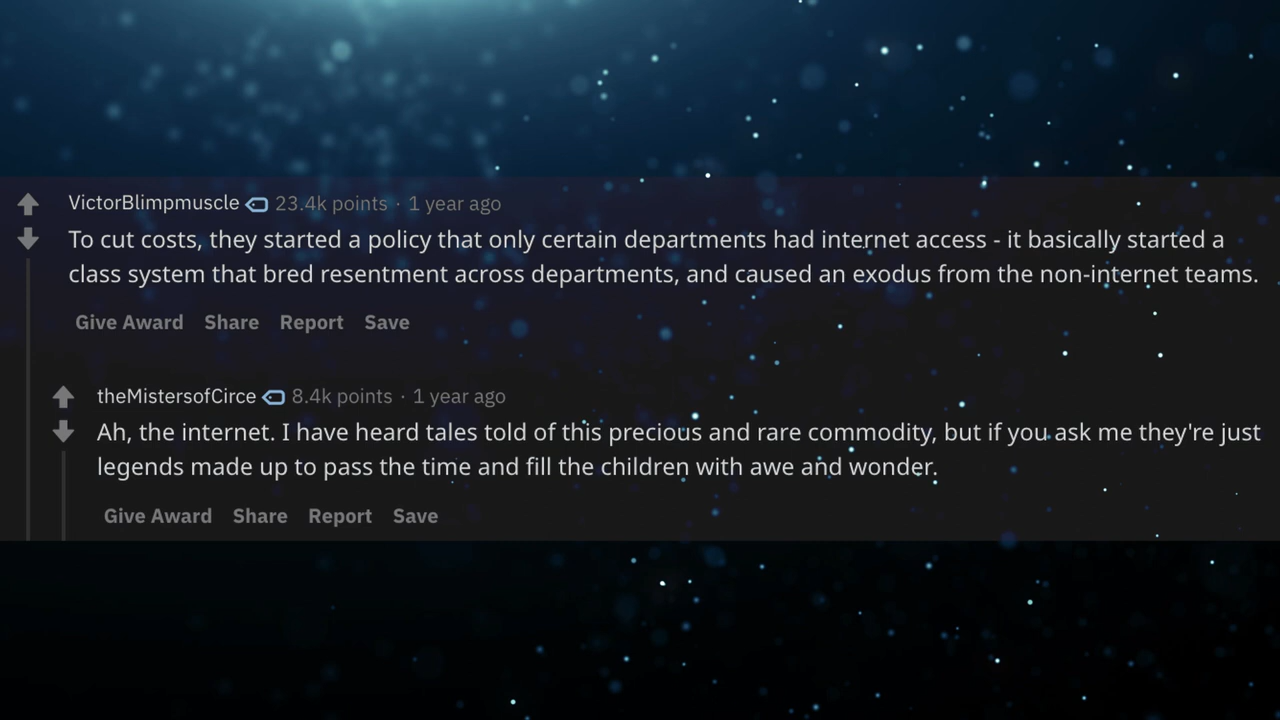 VictorBlimpmuscle 23.4k points · 1 year ago
To cut costs, they started a policy that only certain departments had internet access - it basically started a
class system that bred resentment across departments, and caused an exodus from the non-internet teams.
Give Award Share Report Save
theMistersofCirce 8.4k points · 1 year ago
Ah, the internet. I have heard tales told of this precious and rare commodity, but if you ask me they're just
legends made up to pass the time and fill the children with awe and wonder.
Give Award Share Report Save